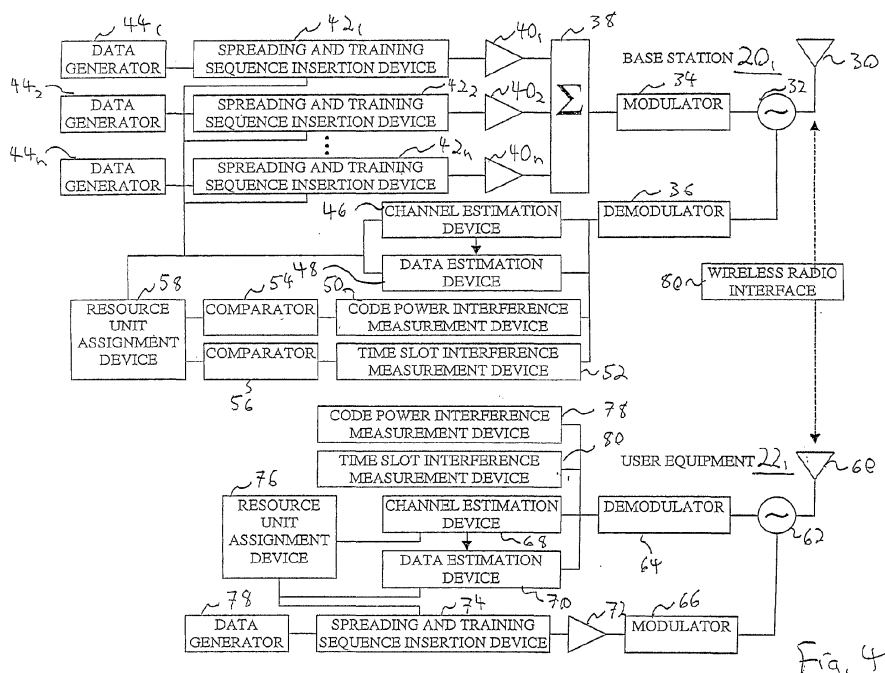 44₁ 42₁ 40₁ 38
DATA GENERATOR
SPREADING AND TRAINING SEQUENCE INSERTION DEVICE
BASE STATION 20₁
30
44₂ 42₂ 40₂ 34 32
DATA GENERATOR
SPREADING AND TRAINING SEQUENCE INSERTION DEVICE
Σ
MODULATOR
~
44n 42n 40n
DATA GENERATOR
SPREADING AND TRAINING SEQUENCE INSERTION DEVICE
46
CHANNEL ESTIMATION DEVICE
36
DEMODULATOR
48
DATA ESTIMATION DEVICE
80
WIRELESS RADIO INTERFACE
58
RESOURCE UNIT ASSIGNMENT DEVICE
54
COMPARATOR
50
CODE POWER INTERFERENCE MEASUREMENT DEVICE
COMPARATOR
56
TIME SLOT INTERFERENCE MEASUREMENT DEVICE
52
CODE POWER INTERFERENCE MEASUREMENT DEVICE
78
TIME SLOT INTERFERENCE MEASUREMENT DEVICE
80
USER EQUIPMENT 22₁
60
76
RESOURCE UNIT ASSIGNMENT DEVICE
CHANNEL ESTIMATION DEVICE
68
DEMODULATOR
64
~
62
DATA ESTIMATION DEVICE
70
78
DATA GENERATOR
74
SPREADING AND TRAINING SEQUENCE INSERTION DEVICE
72
66
MODULATOR
Fig. 4